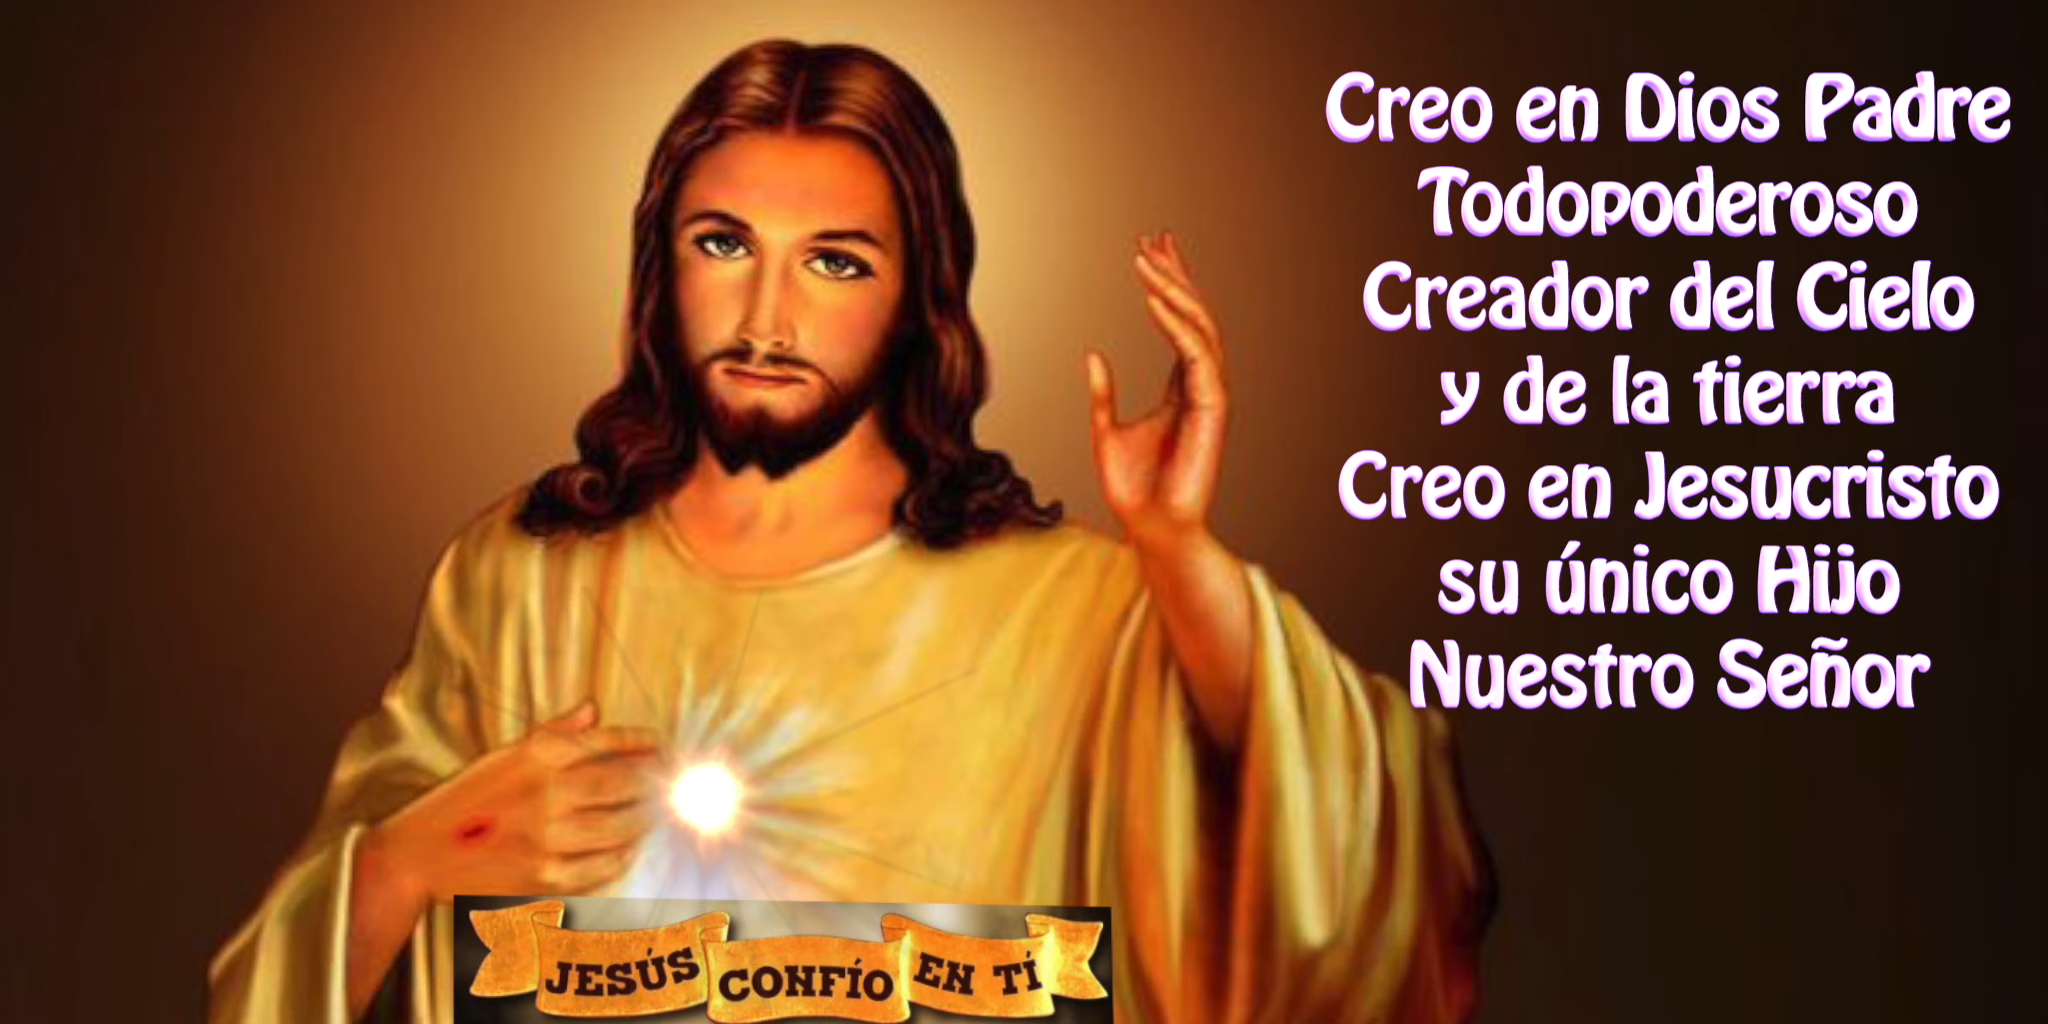 Creo en Dios Padre
Todopoderoso
Creador del Cielo
y de la tierra
Creo en Jesucristo
su único Hijo
Nuestro Señor
JESÚS CONFÍO EN TÍ